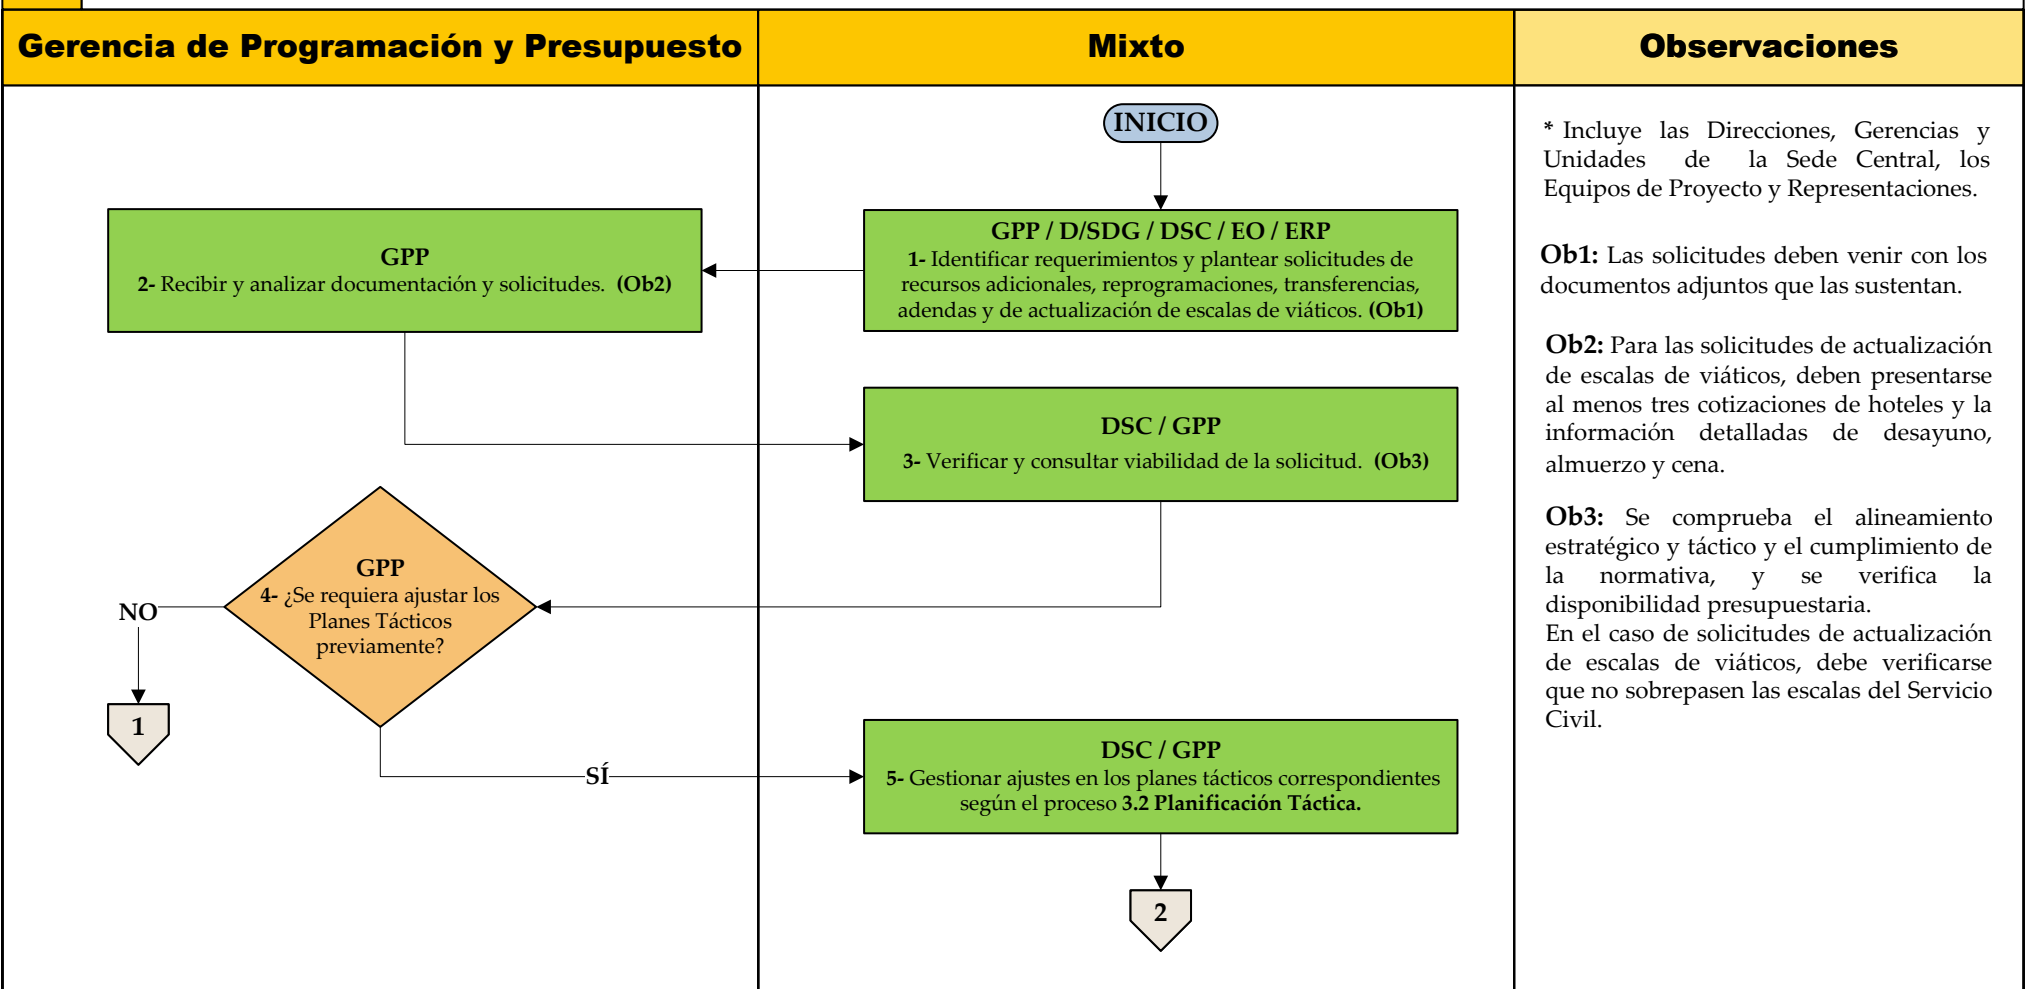 Gerencia de Programación y Presupuesto
Mixto
Observaciones
INICIO
GPP / D/SDG / DSC / EO / ERP
1- Identificar requerimientos y plantear solicitudes de
recursos adicionales, reprogramaciones, transferencias,
adendas y de actualización de escalas de viáticos. (Ob1)
GPP
2- Recibir y analizar documentación y solicitudes. (Ob2)
DSC / GPP
3- Verificar y consultar viabilidad de la solicitud. (Ob3)
GPP
4- ¿Se requiera ajustar los
Planes Tácticos
previamente?
NO
1
SÍ
DSC / GPP
5- Gestionar ajustes en los planes tácticos correspondientes
según el proceso 3.2 Planificación Táctica.
2
* Incluye las Direcciones, Gerencias y
Unidades de la Sede Central, los
Equipos de Proyecto y Representaciones.
Ob1: Las solicitudes deben venir con los
documentos adjuntos que las sustentan.
Ob2: Para las solicitudes de actualización
de escalas de viáticos, deben presentarse
al menos tres cotizaciones de hoteles y la
información detalladas de desayuno,
almuerzo y cena.
Ob3: Se comprueba el alineamiento
estratégico y táctico y el cumplimiento de
la normativa, y se verifica la
disponibilidad presupuestaria.
En el caso de solicitudes de actualización
de escalas de viáticos, debe verificarse
que no sobrepasen las escalas del Servicio
Civil.